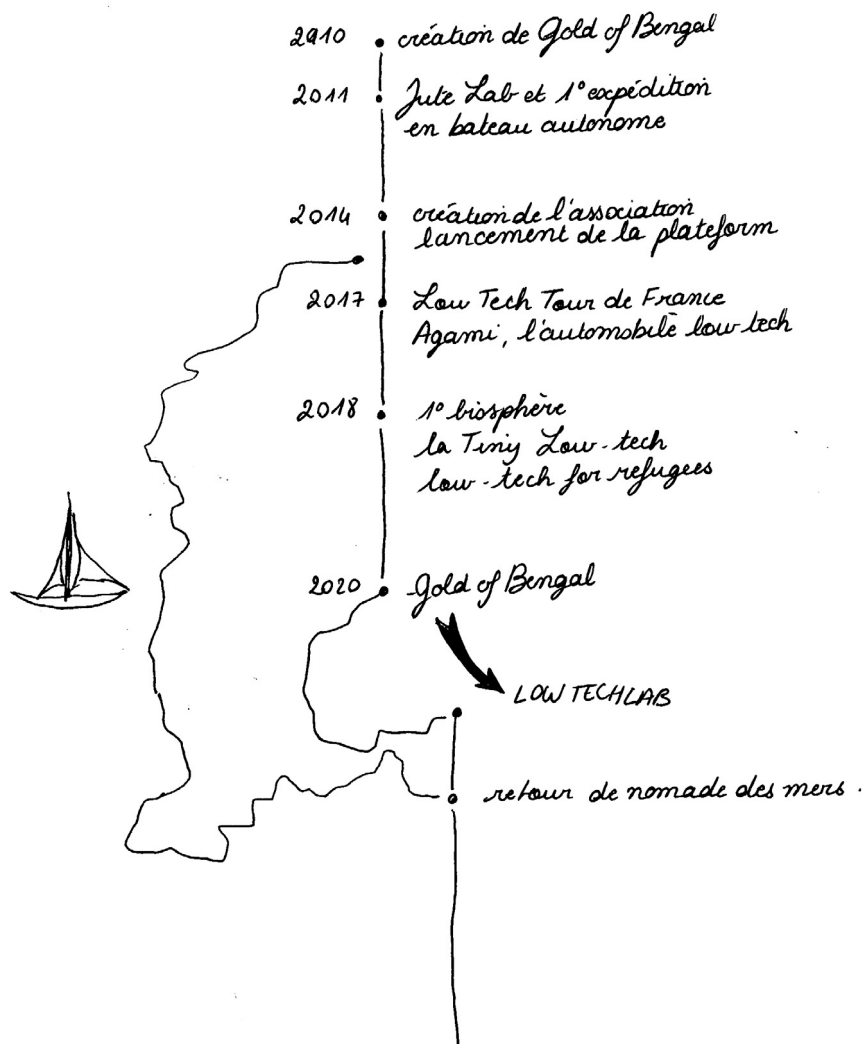 2010 création de Gold of Bengal
2011 Jute Lab et 1° expédition
en bateau autonome
2014 création de l'association
lancement de la plateform
2017 Low Tech Tour de France
Agami, l'automobile low tech
2018 1° biosphère
la Tiny Low-tech
low-tech for refugees
2020 Gold of Bengal
LOW TECH LAB
retour de nomade des mers.